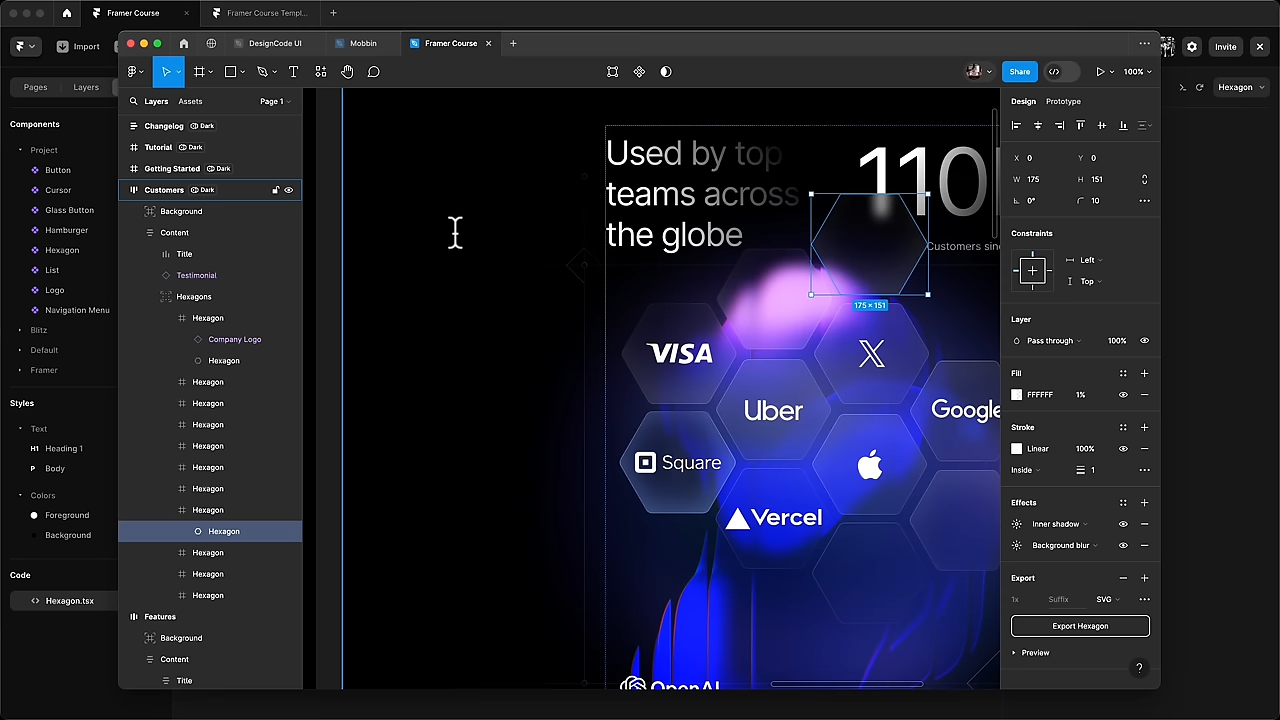 Framer Course
Framer Course Templ...
Import
Invite
Pages
Layers
Hexagon
Components
Project
Button
Cursor
Glass Button
Hamburger
Hexagon
List
Logo
Navigation Menu
Blitz
Default
Framer
Styles
Text
H1 Heading 1
P Body
Colors
Foreground
Background
Code
Hexagon.tsx
DesignCode UI
Mobbin
Framer Course
Share
100%
Layers
Assets
Page 1
Changelog
Dark
Tutorial
Dark
Getting Started
Dark
Customers
Dark
Background
Content
Title
Testimonial
Hexagons
Hexagon
Company Logo
Hexagon
Hexagon
Hexagon
Hexagon
Hexagon
Hexagon
Hexagon
Hexagon
Hexagon
Hexagon
Hexagon
Hexagon
Features
Background
Content
Title
Used by top
teams across
the globe
110
Customers sinc
175 × 151
VISA
X
Uber
Google
Square
Vercel
OpenAI
Design
Prototype
X 0
Y 0
W 175
H 151
0°
10
Constraints
Left
Top
Layer
Pass through
100%
Fill
FFFFFF
1%
Stroke
Linear
100%
Inside
1
Effects
Inner shadow
Background blur
Export
1x
Suffix
SVG
Export Hexagon
Preview
?